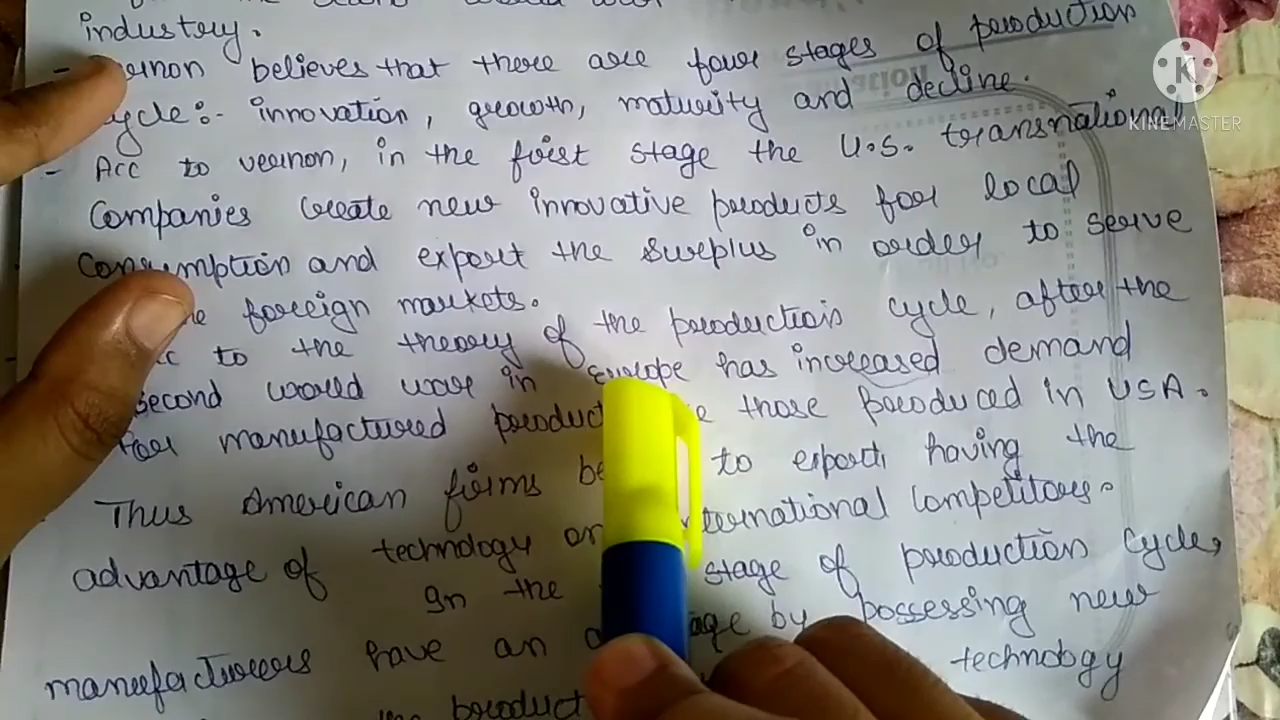 industry.
- believes that there are four stages of production
cycle:- innovation, growth, maturity and decline.
- Acc to vernon, in the first stage the U.S. transnational
Companies create new innovative products for local
Consumption and export the surplus in order to serve
foreign markets.
to the theory of the production cycle, after the
second world war in Europe has increased demand
for manufactured those produced in USA.
Thus American firms to export, having the
advantage of technology international Competitors.
In the stage of production Cycle,
manufacturers have an by possessing new
technology
product
KINEMASTER